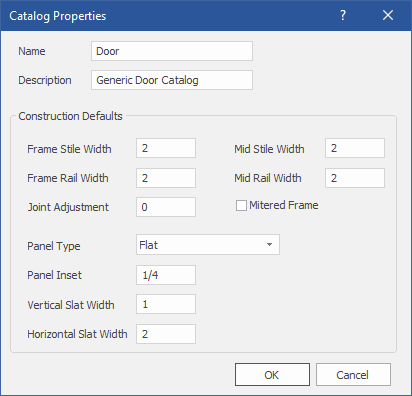 Catalog Properties ?
Name Door
Description Generic Door Catalog
Construction Defaults
Frame Stile Width 2 Mid Stile Width 2
Frame Rail Width 2 Mid Rail Width 2
Joint Adjustment 0 Mitered Frame
Panel Type Flat
Panel Inset 1/4
Vertical Slat Width 1
Horizontal Slat Width 2
OK Cancel